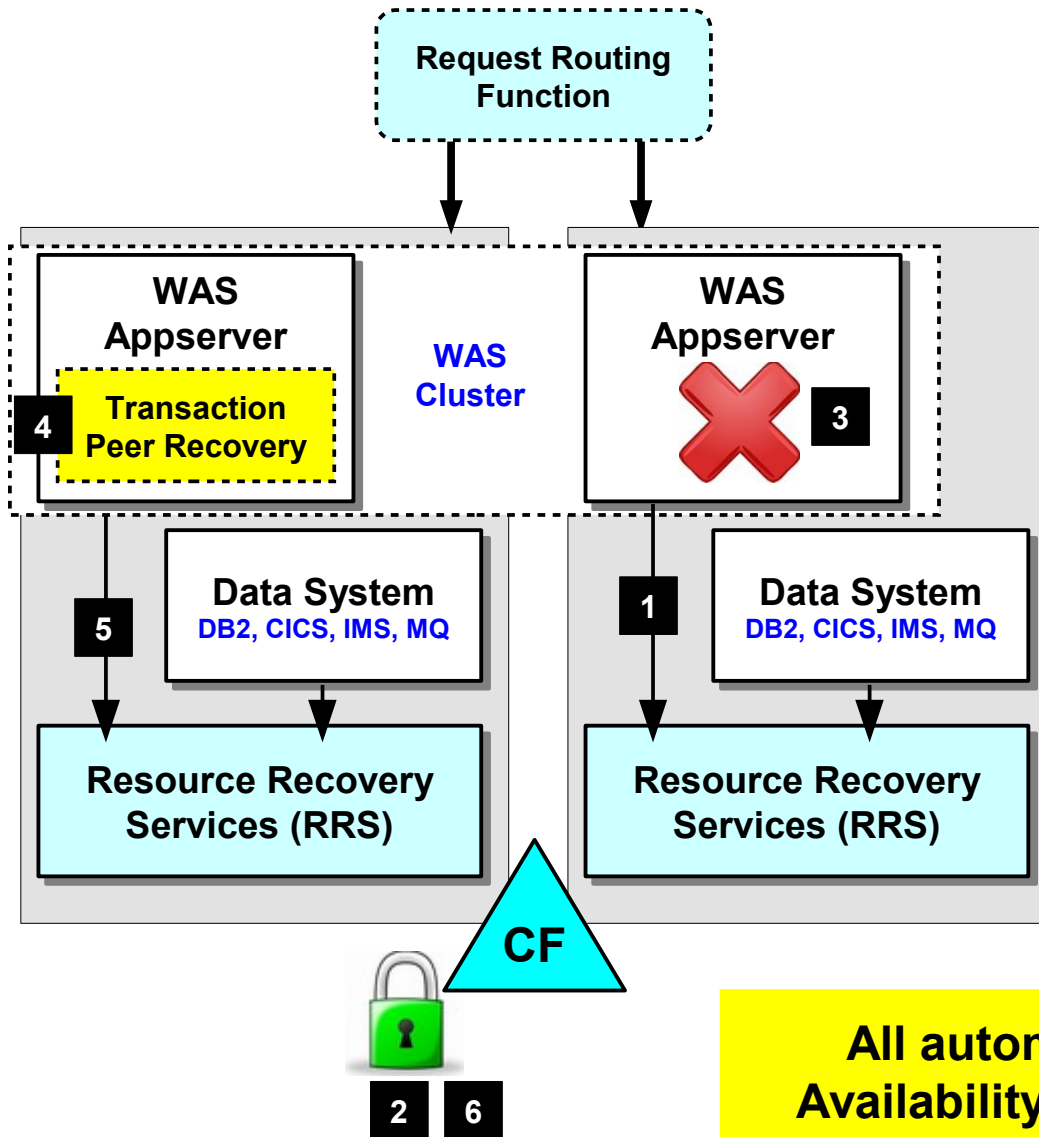 Request Routing
Function
WAS
Appserver
Transaction
Peer Recovery
4
WAS
Cluster
WAS
Appserver
3
5
Data System
DB2, CICS, IMS, MQ
1
Data System
DB2, CICS, IMS, MQ
Resource Recovery
Services (RRS)
Resource Recovery
Services (RRS)
CF
2 6
All
Availability